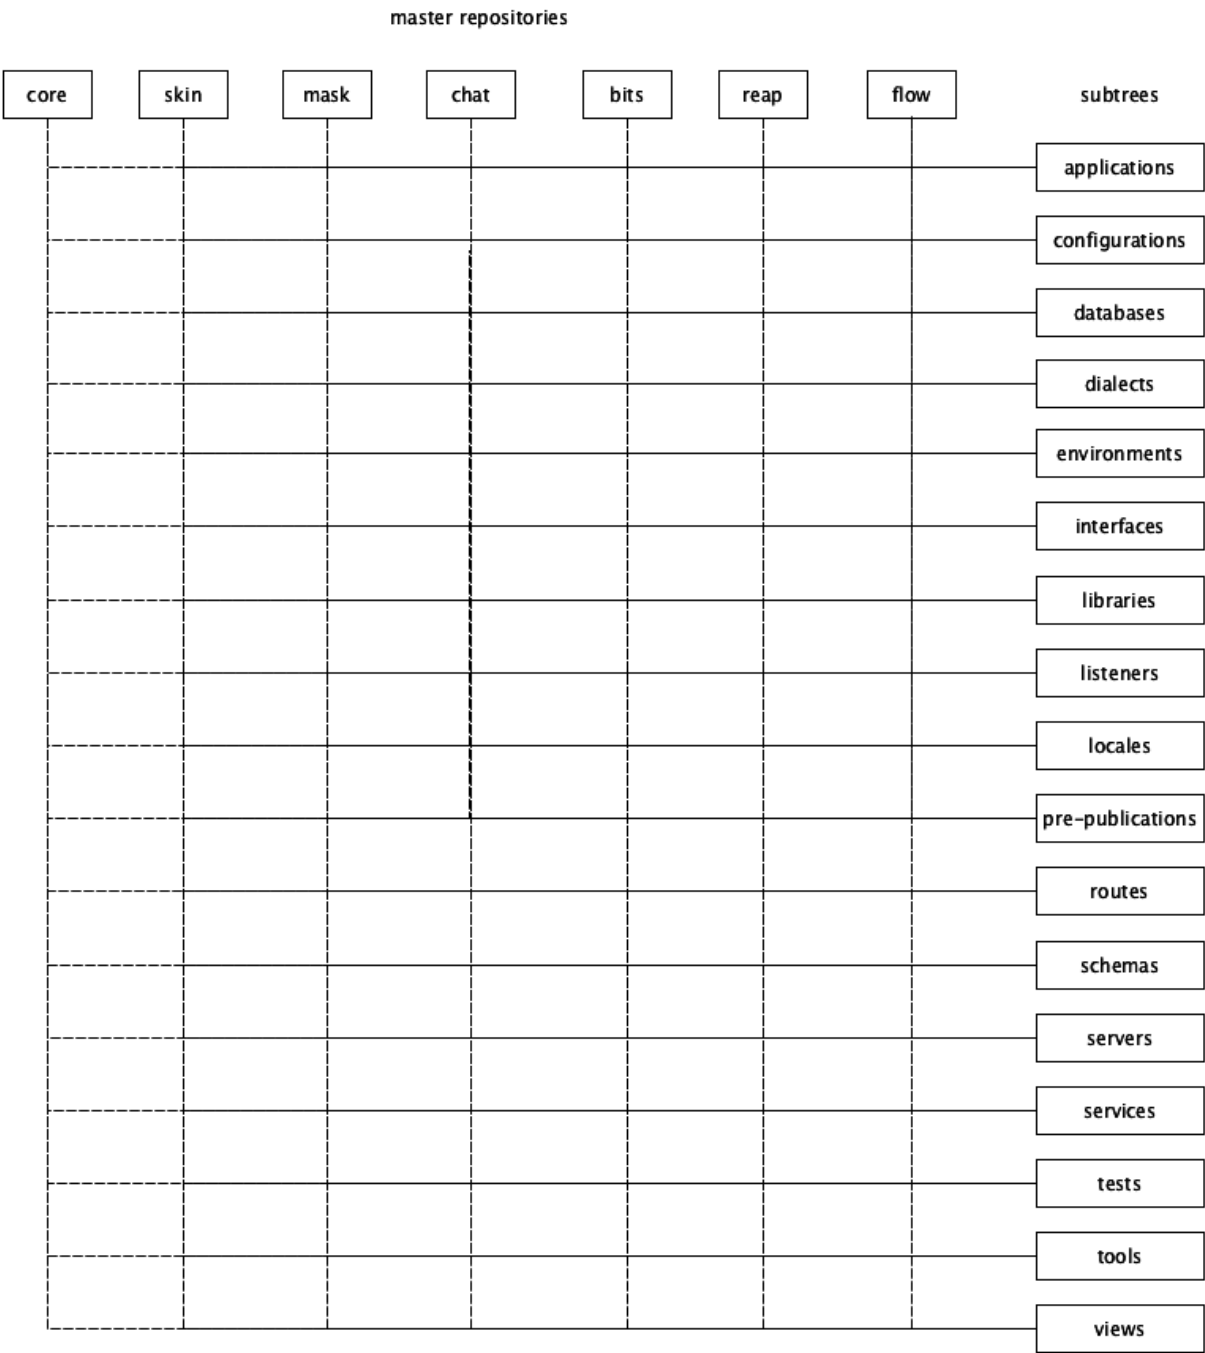 master repositories
core skin mask chat bits reap flow subtrees
applications
configurations
databases
dialects
environments
interfaces
libraries
listeners
locales
pre-publications
routes
schemas
servers
services
tests
tools
views